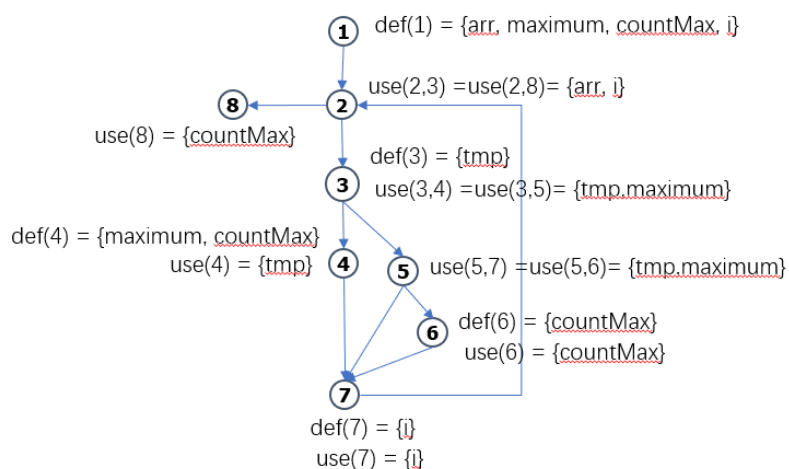 1
def(1) = {arr, maximum, countMax, i}
8
2
use(2,3) =use(2,8)= {arr, i}
use(8) = {countMax}
def(3) = {tmp}
3
use(3,4) =use(3,5)= {tmp.maximum}
def(4) = {maximum, countMax}
use(4) = {tmp}
4
5
use(5,7) =use(5,6)= {tmp.maximum}
6
def(6) = {countMax}
use(6) = {countMax}
7
def(7) = {i}
use(7) = {i}